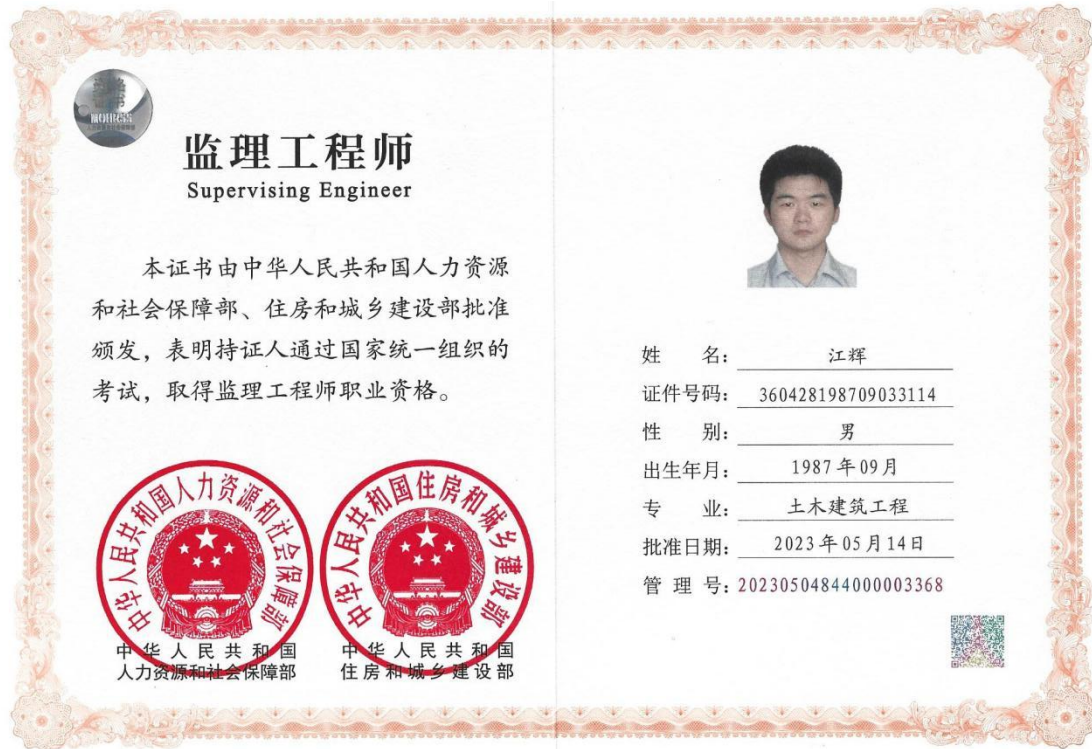 MOHRSS
监理工程师
Supervising Engineer
本证书由中华人民共和国人力资源
和社会保障部、住房和城乡建设部批准
颁发，表明持证人通过国家统一组织的
考试，取得监理工程师职业资格。
中华人民共和国人力资源和社会保障部
中华人民共和国住房和城乡建设部
中华人民共和国
人力资源和社会保障部
中华人民共和国
住房和城乡建设部
姓 名： 江辉
证件号码： 360428198709033114
性 别： 男
出生年月： 1987年09月
专 业： 土木建筑工程
批准日期： 2023年05月14日
管 理 号：20230504844000003368